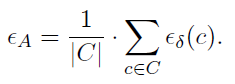 ϵ_A = \frac{1}{|C|} · \sum_{c∈C} ϵ_δ(c).